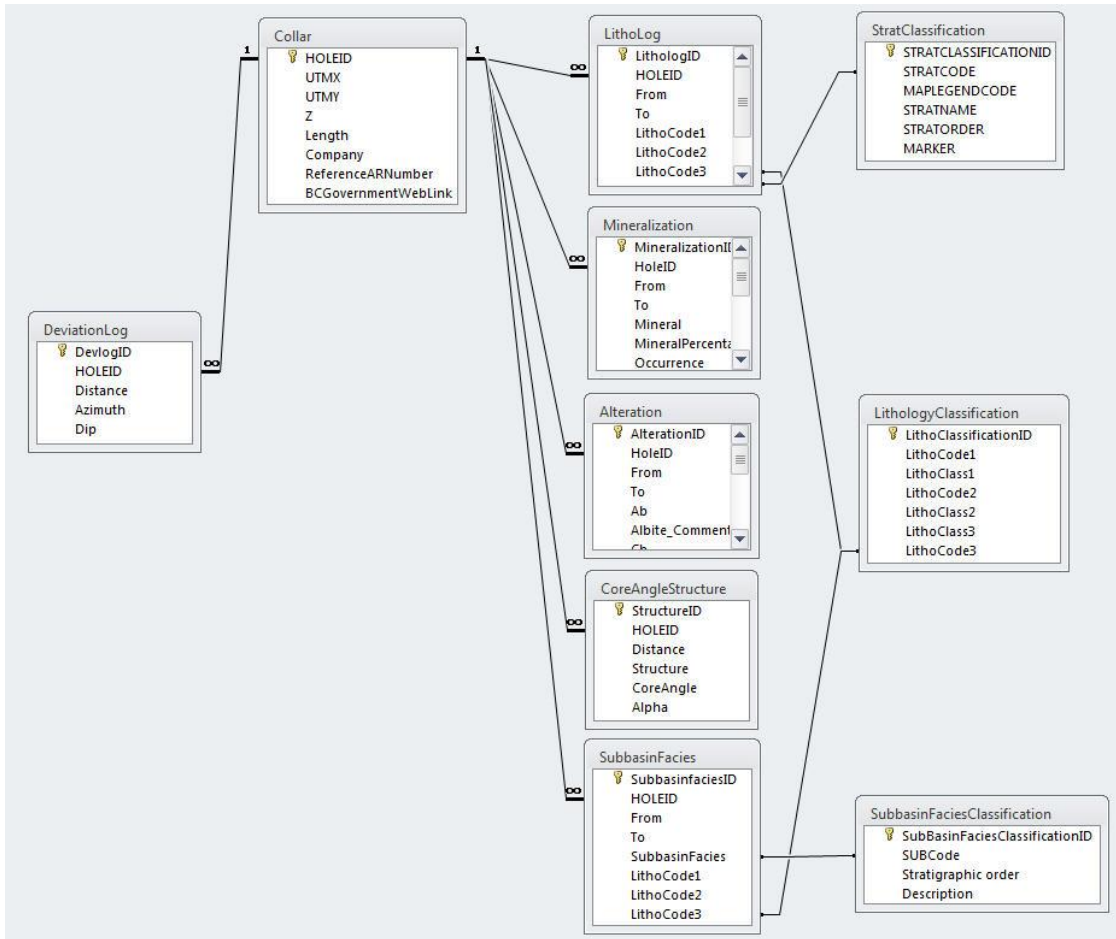 Collar
HOLEID
UTMX
UTMY
Z
Length
Company
ReferenceARNumber
BCGovernmentWebLink
1
1
DeviationLog
DevlogID
HOLEID
Distance
Azimuth
Dip
∞
LithoLog
LithologID
HOLEID
From
To
LithoCode1
LithoCode2
LithoCode3
∞
Mineralization
MineralizationID
HoleID
From
To
Mineral
MineralPercenta
Occurrence
∞
Alteration
AlterationID
HoleID
From
To
Ab
Albite_Comment
Cb
∞
CoreAngleStructure
StructureID
HOLEID
Distance
Structure
CoreAngle
Alpha
∞
SubbasinFacies
SubbasinfaciesID
HOLEID
From
To
SubbasinFacies
LithoCode1
LithoCode2
LithoCode3
∞
StratClassification
STRATCLASSIFICATIONID
STRATCODE
MAPLEGENDCODE
STRATNAME
STRATORDER
MARKER
LithologyClassification
LithoClassificationID
LithoCode1
LithoClass1
LithoCode2
LithoClass2
LithoClass3
LithoCode3
SubbasinFaciesClassification
SubBasinFaciesClassificationID
SUBCode
Stratigraphic order
Description